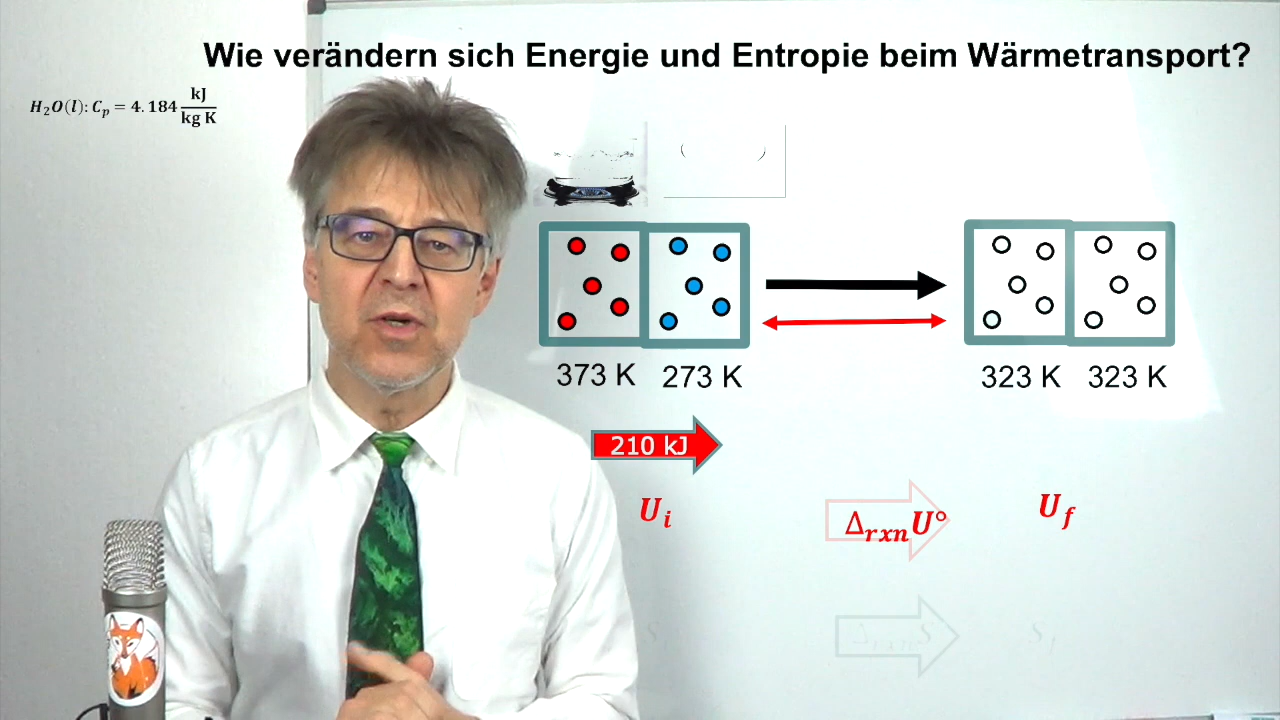 Wie verändern sich Energie und Entropie beim Wärmetransport?
H₂O(l): Cₚ = 4.184 kJ/kg K
373 K 273 K 323 K 323 K
210 kJ
Uᵢ ΔᵣₓₙU° U_f